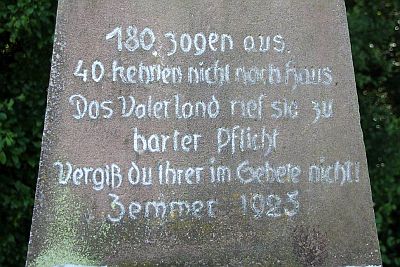 180 zogen aus.
40 kehrten nicht nach Haus.
Das Vaterland rief sie zu
harter Pflicht
Vergiß du ihrer im Gebete nicht!
Zemmer 1925